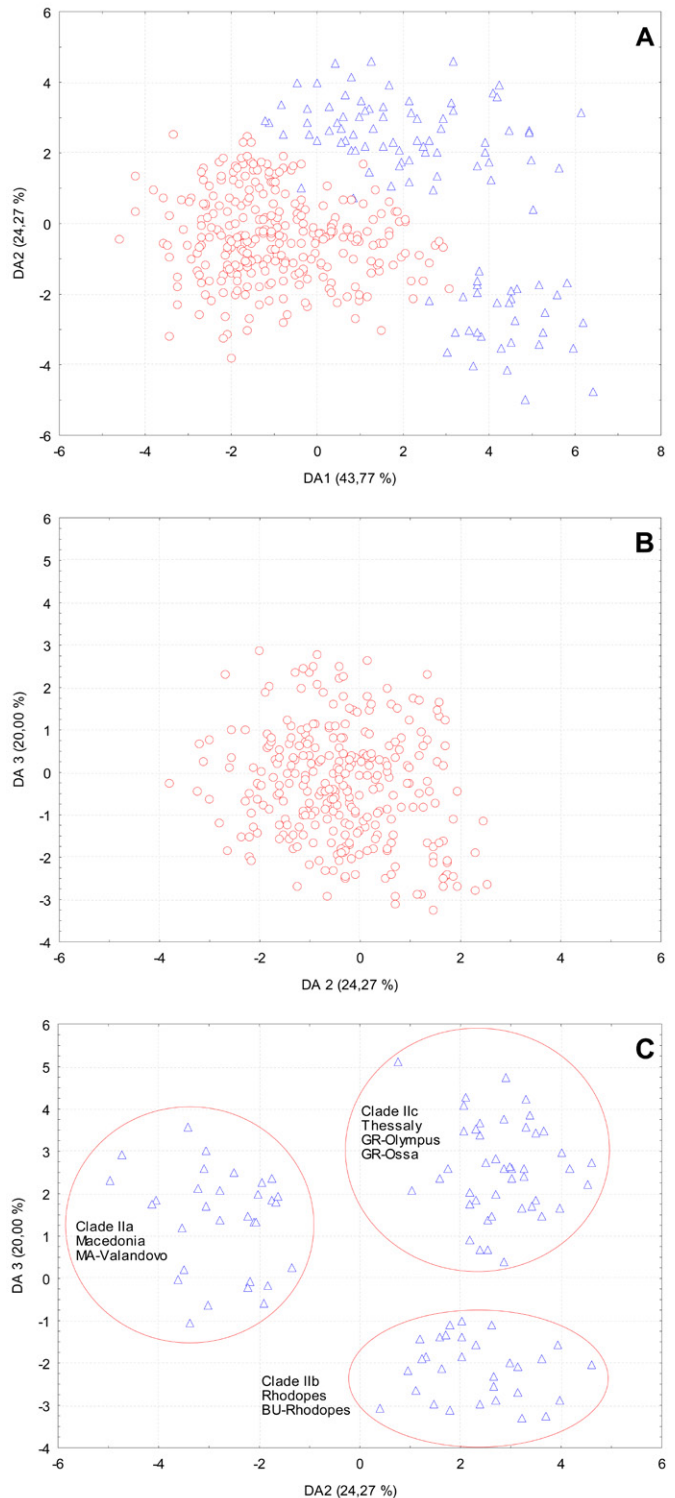 A
6
4
2
0
-2
-4
-6
DA2 (24,27 %)
-6 -4 -2 0 2 4 6 8
DA1 (43,77 %)
B
6
5
4
3
2
1
0
-1
-2
-3
-4
DA 3 (20,00 %)
-6 -4 -2 0 2 4 6
DA 2 (24,27 %)
C
6
5
4
3
2
1
0
-1
-2
-3
-4
DA 3 (20,00 %)
Clade IIc
Thessaly
GR-Olympus
GR-Ossa
Clade IIa
Macedonia
MA-Valandovo
Clade IIb
Rhodopes
BU-Rhodopes
-6 -4 -2 0 2 4 6
DA2 (24,27 %)